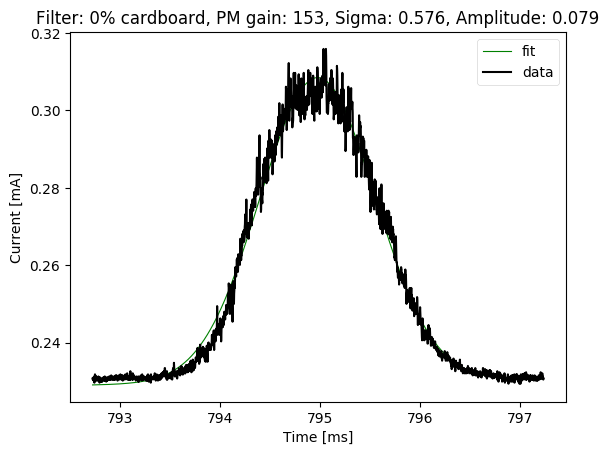 Filter: 0% cardboard, PM gain: 153, Sigma: 0.576, Amplitude: 0.079
0.32
fit
data
0.30
0.28
Current [mA]
0.26
0.24
793 794 795 796 797
Time [ms]